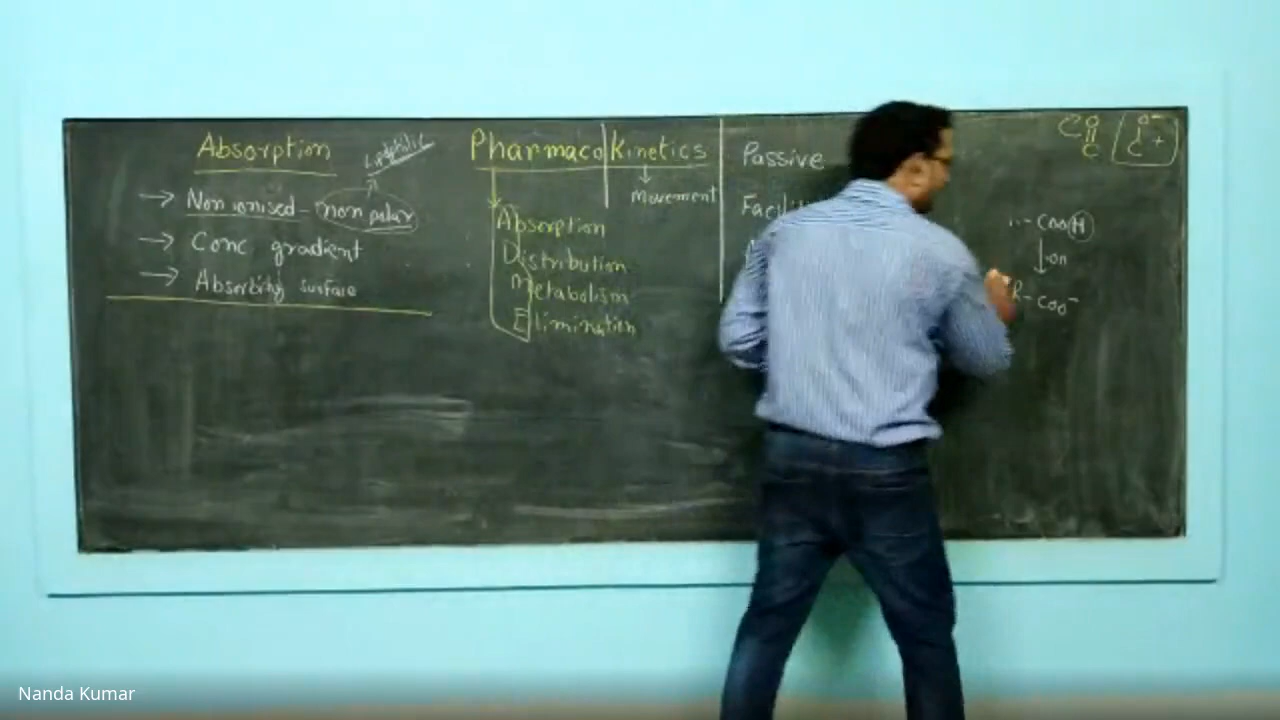 Absorption
Lipophilic
→ Non ionised - non polar
→ Conc gradient
→ Absorbing surface
Pharmaco kinetics
Movement
Absorption
Distribution
Metabolism
Elimination
Passive
Facili
COOH
OH
R-COO⁻
Nanda Kumar